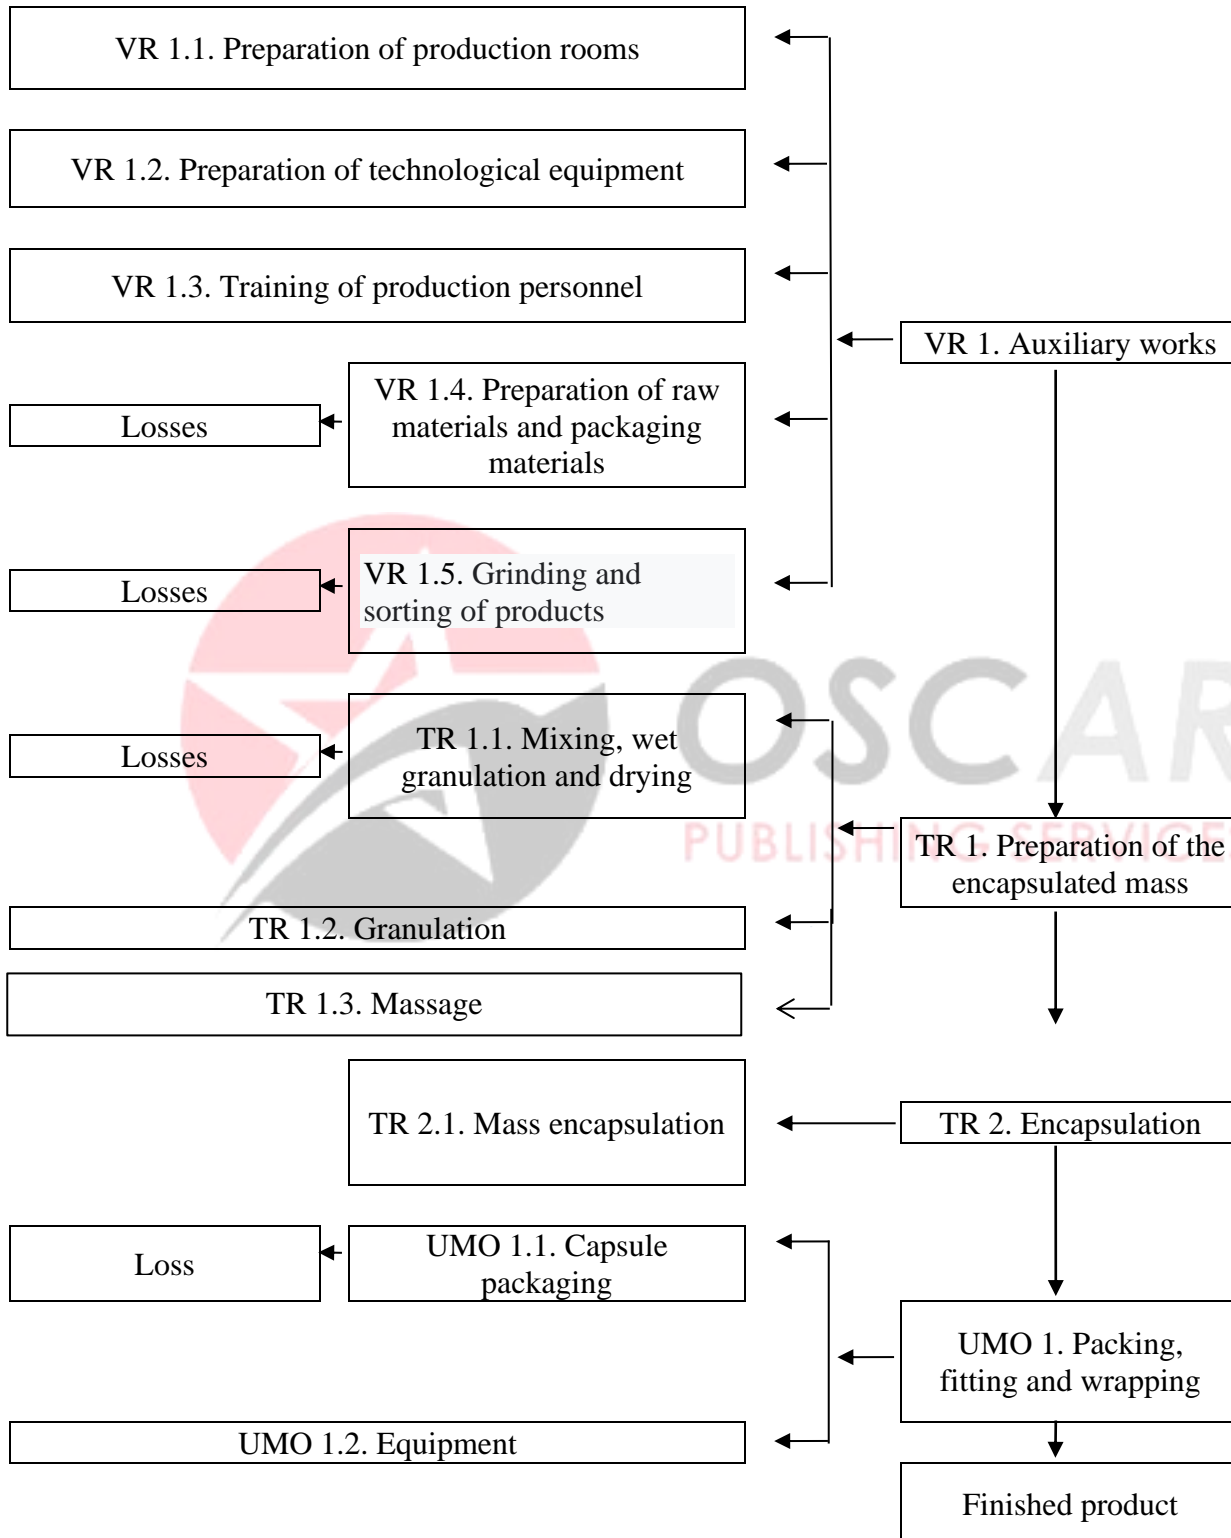 VR 1.1. Preparation of production rooms
VR 1.2. Preparation of technological equipment
VR 1.3. Training of production personnel
VR 1. Auxiliary works
VR 1.4. Preparation of raw
materials and packaging
materials
Losses
VR 1.5. Grinding and
sorting of products
Losses
OSCAR
PUBLISHING SERVICES
TR 1.1. Mixing, wet
granulation and drying
Losses
TR 1. Preparation of the
encapsulated mass
TR 1.2. Granulation
TR 1.3. Massage
TR 2.1. Mass encapsulation
TR 2. Encapsulation
Loss
UMO 1.1. Capsule
packaging
UMO 1. Packing,
fitting and wrapping
UMO 1.2. Equipment
Finished product